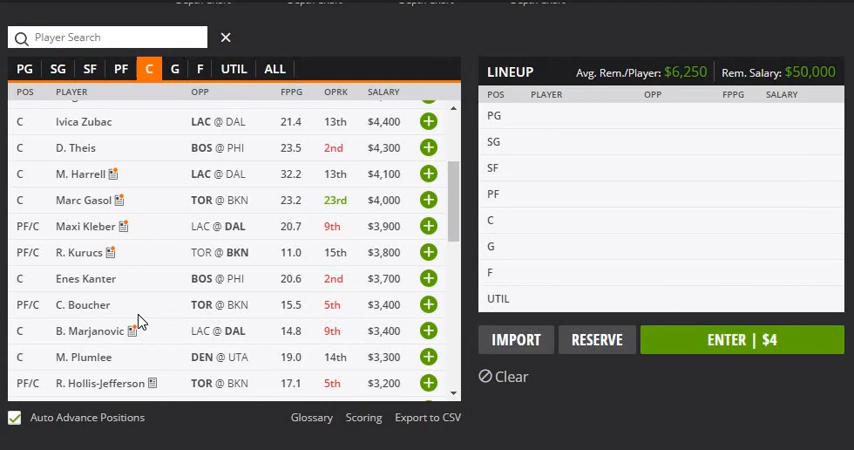 Player Search
PG SG SF PF C G F UTIL ALL
POS PLAYER OPP FPPG OPRK SALARY
C Ivica Zubac LAC @ DAL 21.4 13th $4,400
C D. Theis BOS @ PHI 23.5 2nd $4,300
C M. Harrell LAC @ DAL 32.2 13th $4,100
C Marc Gasol TOR @ BKN 23.2 23rd $4,000
PF/C Maxi Kleber LAC @ DAL 20.7 9th $3,900
PF/C R. Kurucs TOR @ BKN 11.0 15th $3,800
C Enes Kanter BOS @ PHI 20.6 2nd $3,700
PF/C C. Boucher TOR @ BKN 15.5 5th $3,400
C B. Marjanovic LAC @ DAL 14.8 9th $3,400
C M. Plumlee DEN @ UTA 19.0 14th $3,300
PF/C R. Hollis-Jefferson TOR @ BKN 17.1 5th $3,200
Auto Advance Positions Glossary Scoring Export to CSV
LINEUP Avg. Rem./Player: $6,250 Rem. Salary: $50,000
POS PLAYER OPP FPPG SALARY
PG
SG
SF
PF
C
G
F
UTIL
IMPORT RESERVE ENTER | $4
Clear